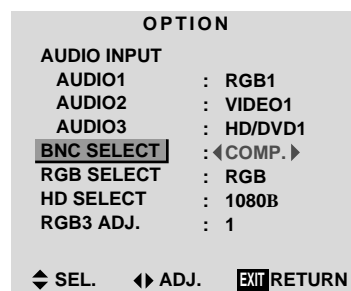 OPTION
AUDIO INPUT
AUDIO1 : RGB1
AUDIO2 : VIDEO1
AUDIO3 : HD/DVD1
BNC SELECT : ◀ COMP. ▶
RGB SELECT : RGB
HD SELECT : 1080B
RGB3 ADJ. : 1
SEL. ADJ. EXIT RETURN